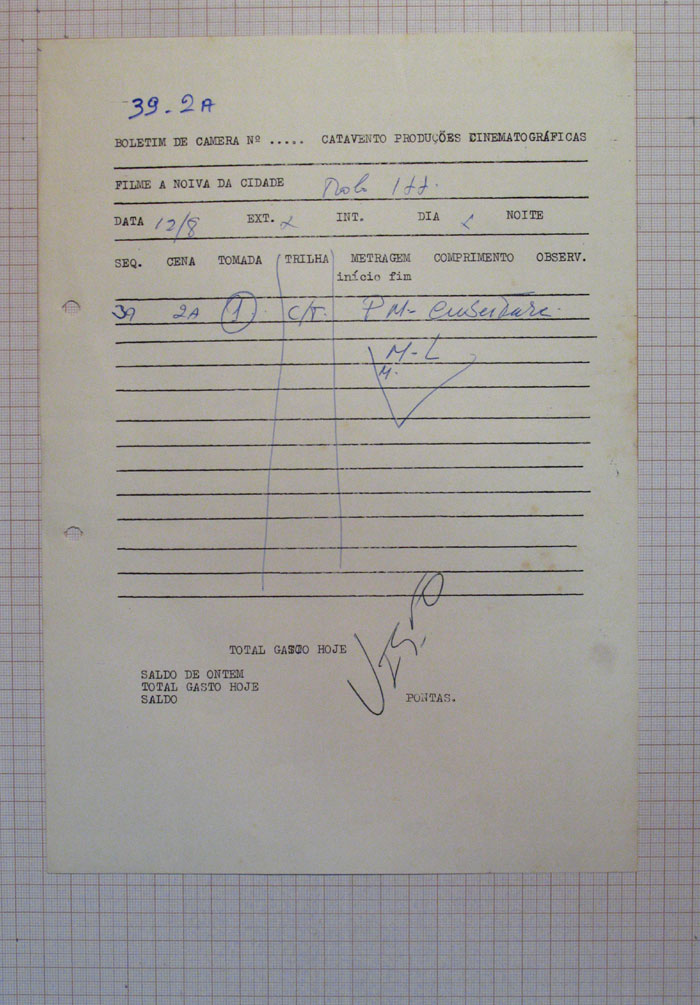 39-2A
BOLETIM DE CAMERA Nº ..... CATAVENTO PRODUÇÕES CINEMATOGRÁFICAS
FILME A NOIVA DA CIDADE
DATA 12/8 EXT. x INT. DIA x NOITE
SEQ. CENA TOMADA TRILHA METRAGEM COMPRIMENTO OBSERV.
início fim
39 2A 1 C/T. PM-
M-L
M.
VISTO
TOTAL GASTO HOJE
SALDO DE ONTEM
TOTAL GASTO HOJE
SALDO PONTAS.